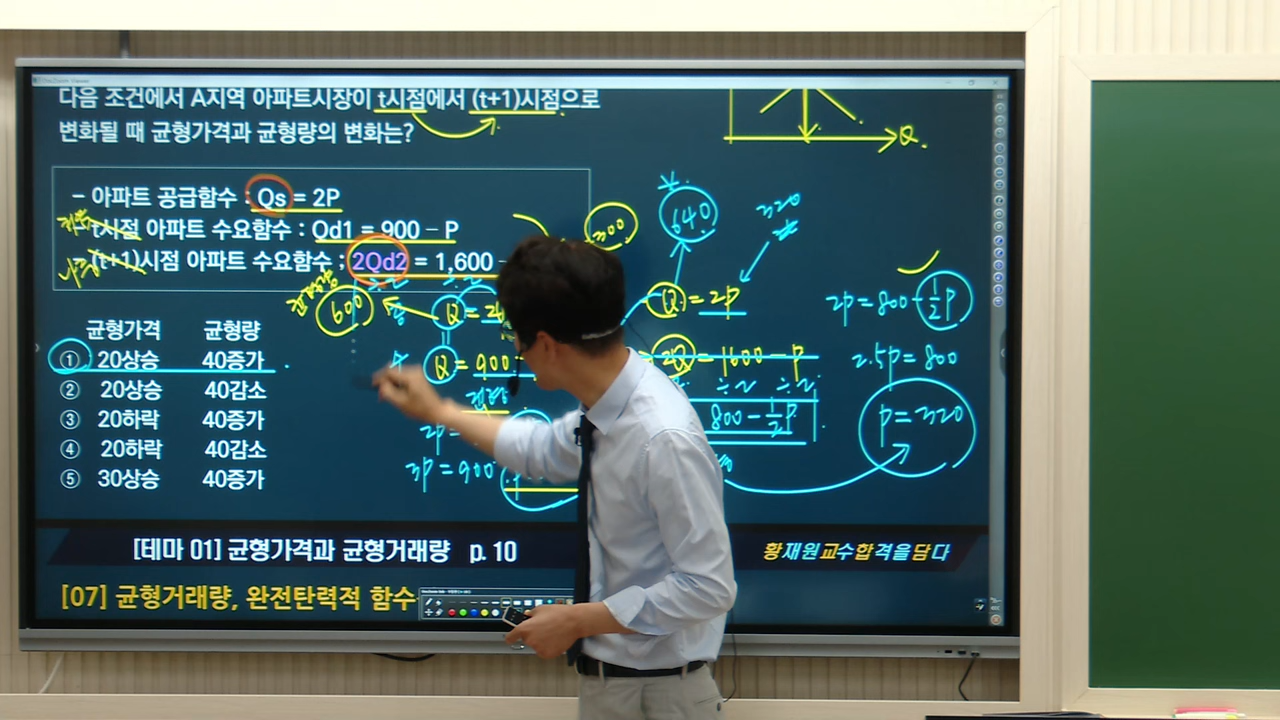 다음 조건에서 A지역 아파트시장이 t시점에서 (t+1)시점으로
변화될 때 균형가격과 균형량의 변화는?
Q.
- 아파트 공급함수 : Qs = 2P
t시점 아파트 수요함수 : Qd1 = 900 - P
- (t+1)시점 아파트 수요함수 : 2Qd2 = 1,600 -
300
640
320
600
Q = 2
Q = 900
2P =
3P = 900
Q = 2P
2Q = 1600 - P
÷2 ÷2
800 - 1/2 P
2P = 800 - 1/2 P
2.5P = 800
P = 320
균형가격 균형량
① 20상승 40증가
② 20상승 40감소
③ 20하락 40증가
④ 20하락 40감소
⑤ 30상승 40증가
[테마 01] 균형가격과 균형거래량 p. 10
황재원교수합격을담다
[07] 균형거래량, 완전탄력적 함수